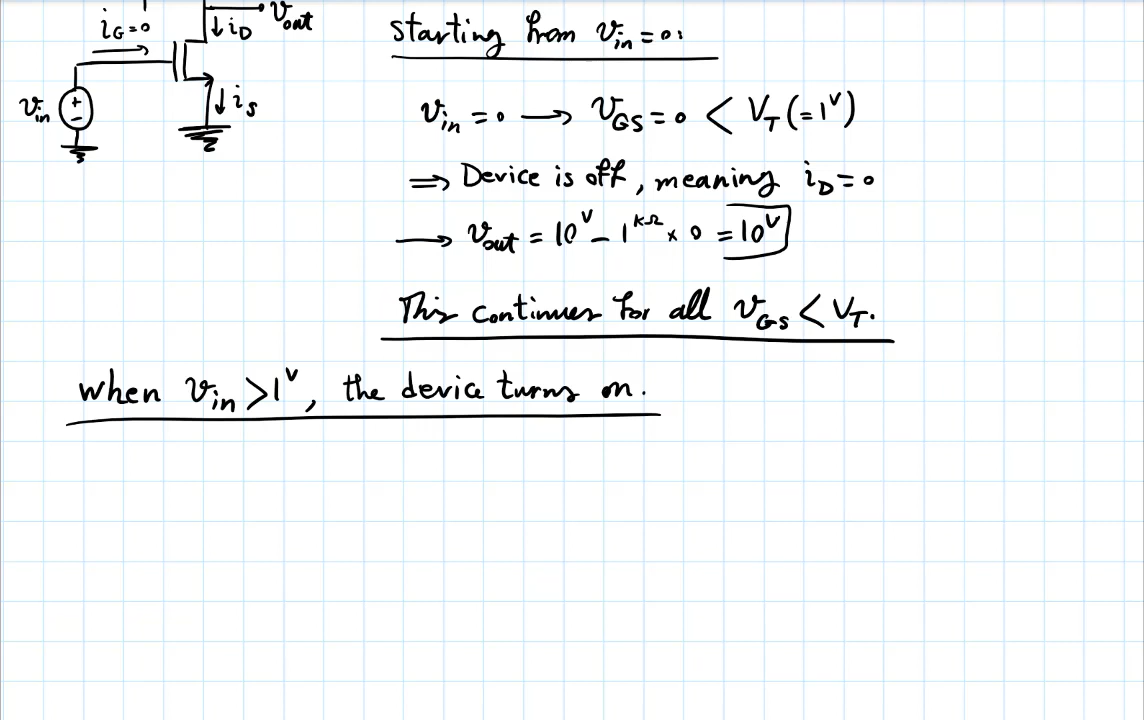 i_G=0 ↓i_D v_out
v_in + − ↓i_S
starting from v_in=0:
v_in = 0 → v_GS = 0 < V_T (=1^V)
⇒ Device is off, meaning i_D = 0
→ v_out = 10^V − 1^kΩ × 0 = 10^V
This continues for all v_GS < V_T.
when v_in > 1^V, the device turns on.